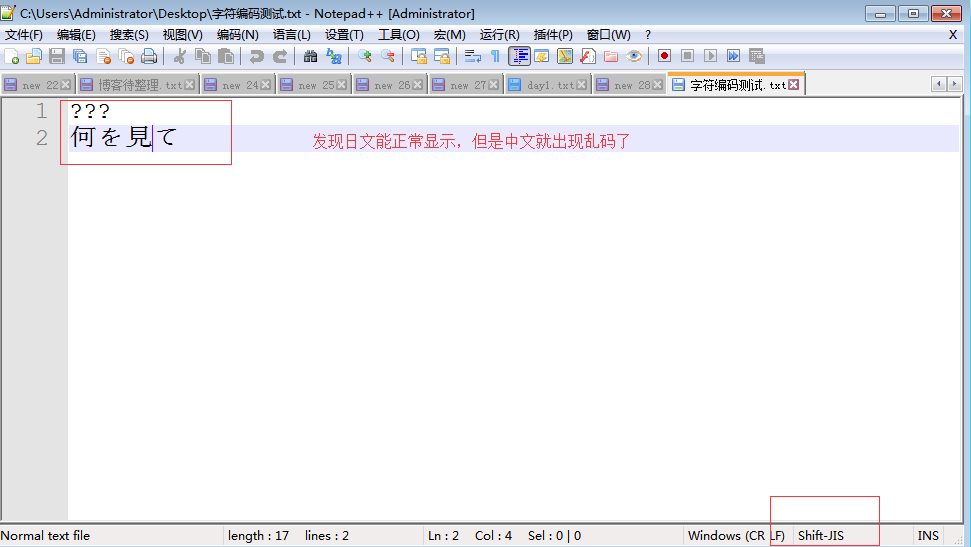 C:\Users\Administrator\Desktop\字符编码测试.txt - Notepad++ [Administrator]
文件(F) 编辑(E) 搜索(S) 视图(V) 编码(N) 语言(L) 设置(T) 工具(O) 宏(M) 运行(R) 插件(P) 窗口(W) ? X
new 22 博客待整理.txt new 24 new 25 new 26 new 27 day1.txt new 28 字符编码测试.txt
1 ???
2 何を見て
发现日文能正常显示，但是中文就出现乱码了
Normal text file length : 17 lines : 2 Ln : 2 Col : 4 Sel : 0 | 0 Windows (CR LF) Shift-JIS INS